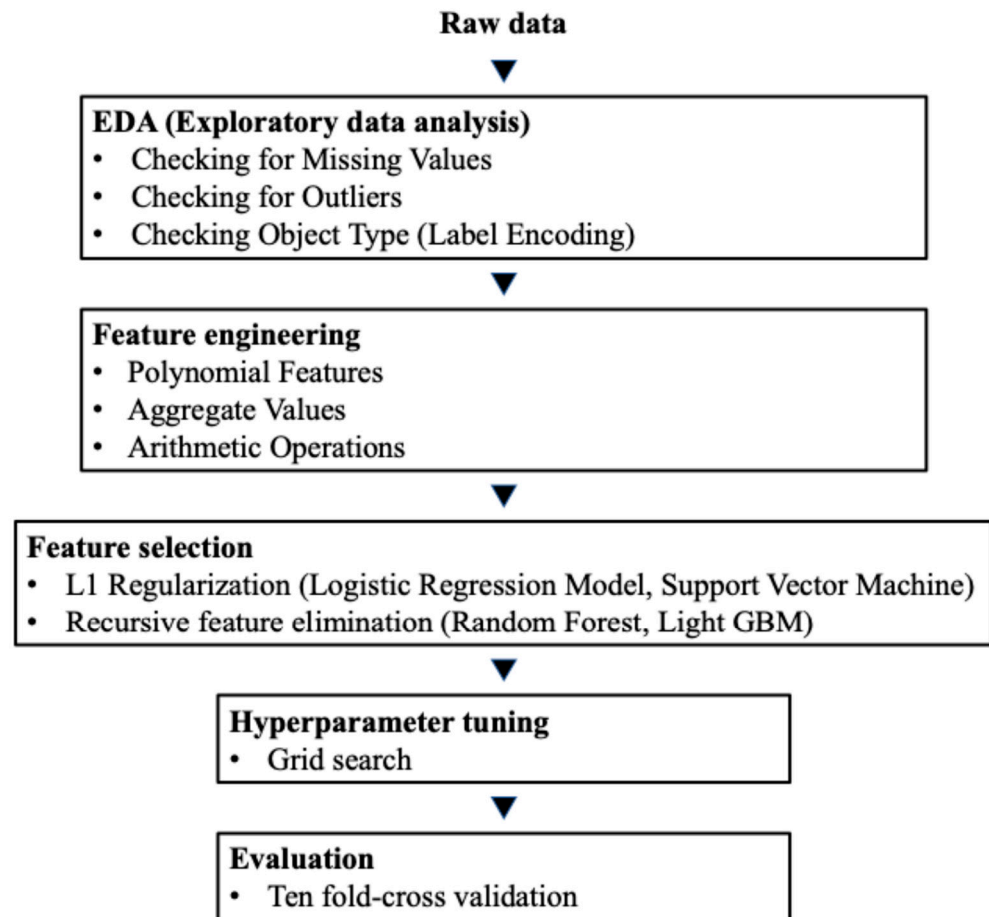 Raw data
EDA (Exploratory data analysis)
• Checking for Missing Values
• Checking for Outliers
• Checking Object Type (Label Encoding)
Feature engineering
• Polynomial Features
• Aggregate Values
• Arithmetic Operations
Feature selection
• L1 Regularization (Logistic Regression Model, Support Vector Machine)
• Recursive feature elimination (Random Forest, Light GBM)
Hyperparameter tuning
• Grid search
Evaluation
• Ten fold-cross validation